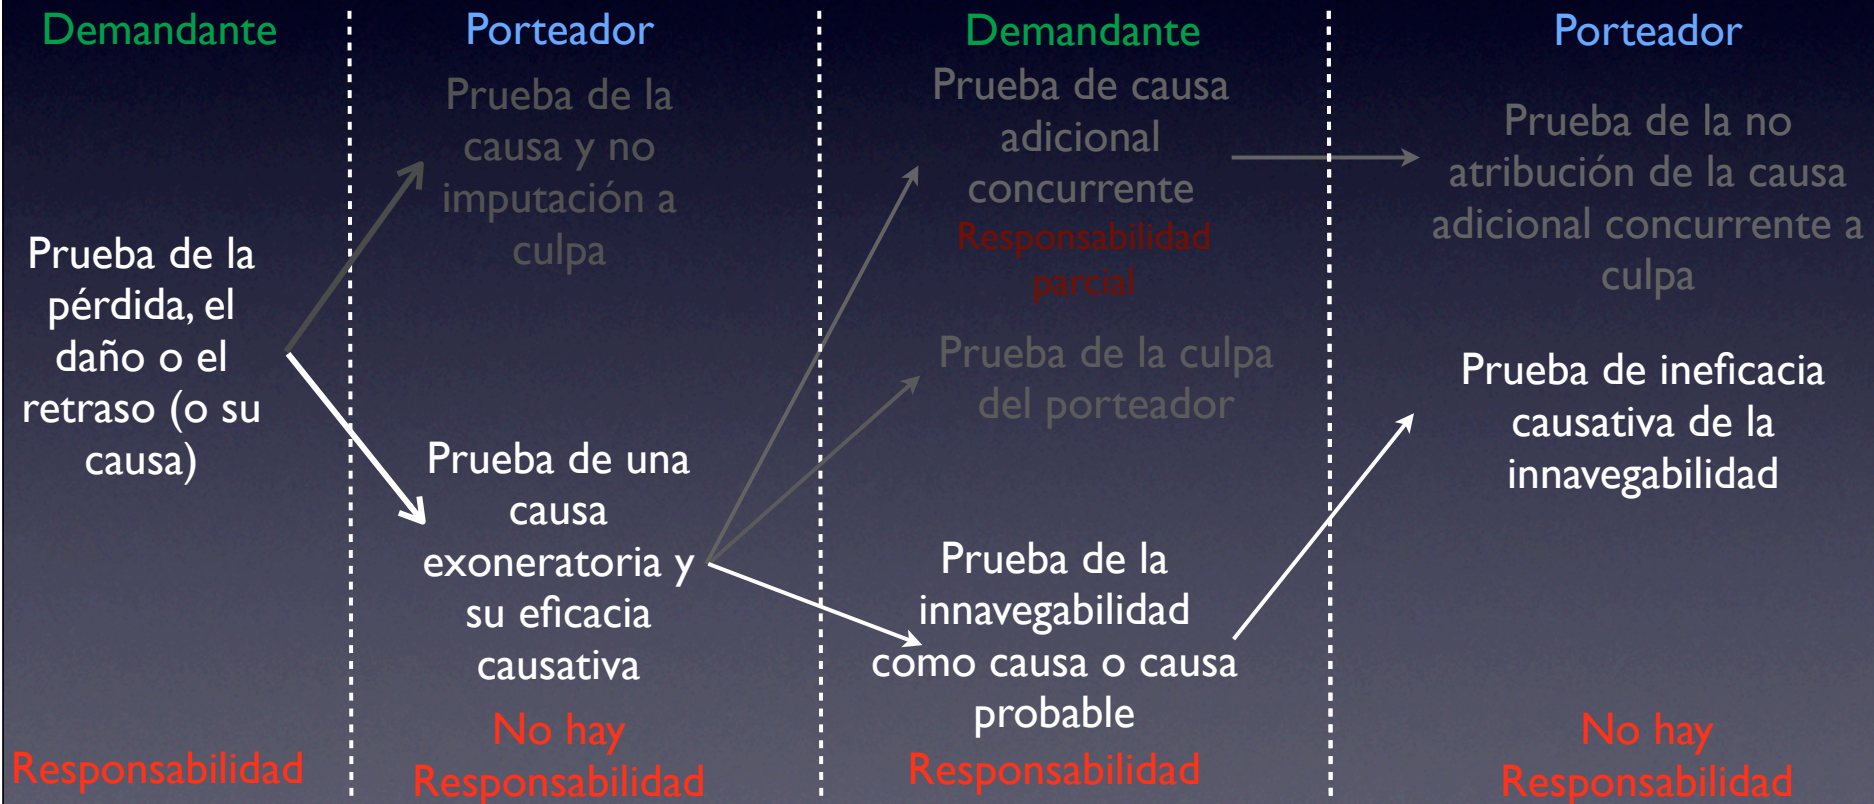 Demandante
Prueba de la
pérdida, el
daño o el
retraso (o su
causa)
Responsabilidad
Porteador
Prueba de la
causa y no
imputación a
culpa
Prueba de una
causa
exoneratoria y
su eficacia
causativa
No hay
Responsabilidad
Demandante
Prueba de causa
adicional
concurrente
Responsabilidad
parcial
Prueba de la culpa
del porteador
Prueba de la
innavegabilidad
como causa o causa
probable
Responsabilidad
Porteador
Prueba de la no
atribución de la causa
adicional concurrente a
culpa
Prueba de ineficacia
causativa de la
innavegabilidad
No hay
Responsabilidad